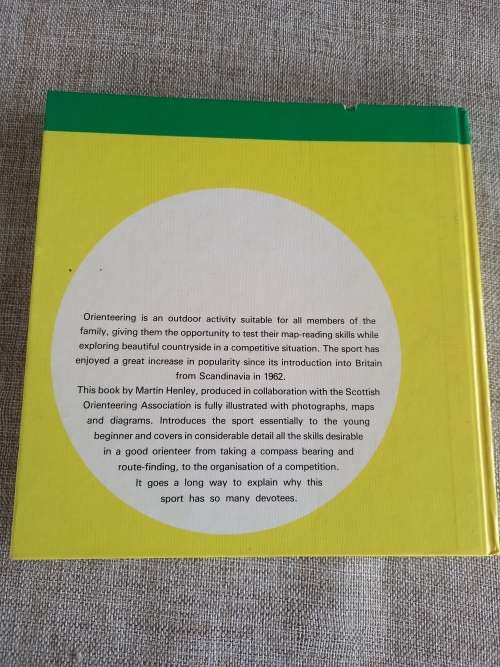 Orienteering is an outdoor activity suitable for all members of the
family, giving them the opportunity to test their map-reading skills while
exploring beautiful countryside in a competitive situation. The sport has
enjoyed a great increase in popularity since its introduction into Britain
from Scandinavia in 1962.
This book by Martin Henley, produced in collaboration with the Scottish
Orienteering Association is fully illustrated with photographs, maps
and diagrams. Introduces the sport essentially to the young
beginner and covers in considerable detail all the skills desirable
in a good orienteer from taking a compass bearing and
route-finding, to the organisation of a competition.
It goes a long way to explain why this
sport has so many devotees.